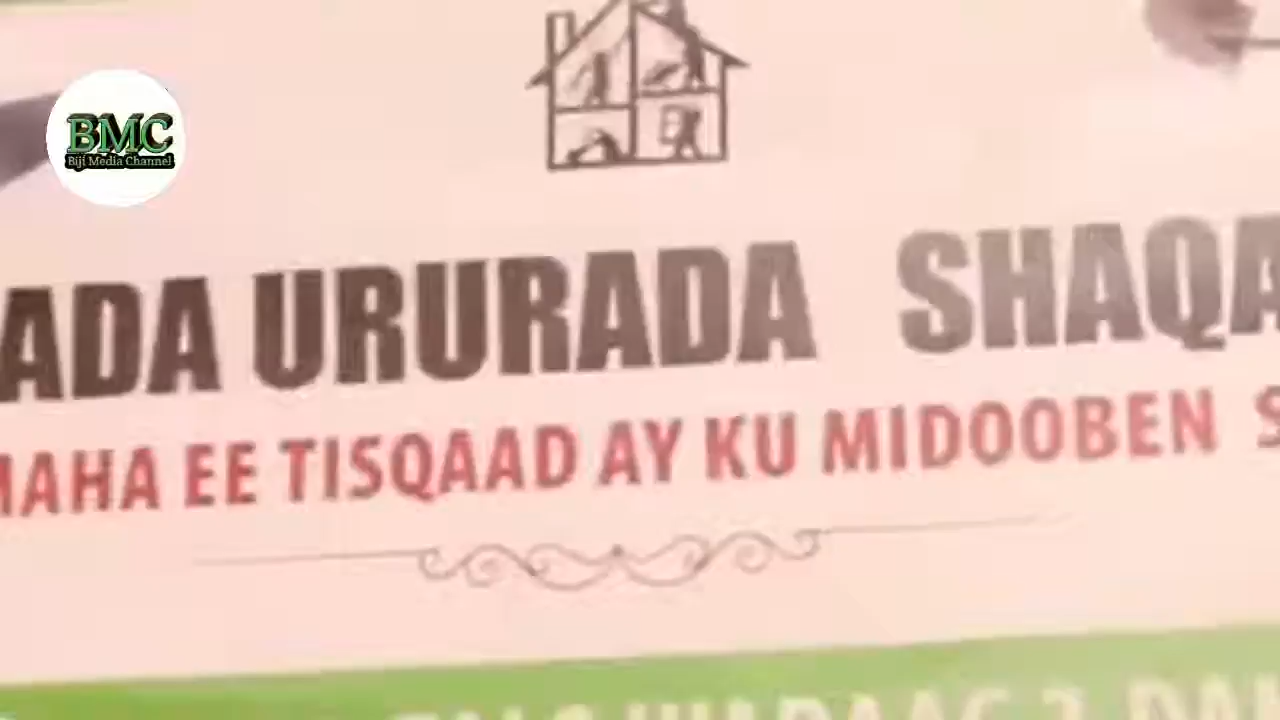 BMC
Biji Media Channel
ADA URURADA SHAQA
MAHA EE TISQAAD AY KU MIDOOBEN S